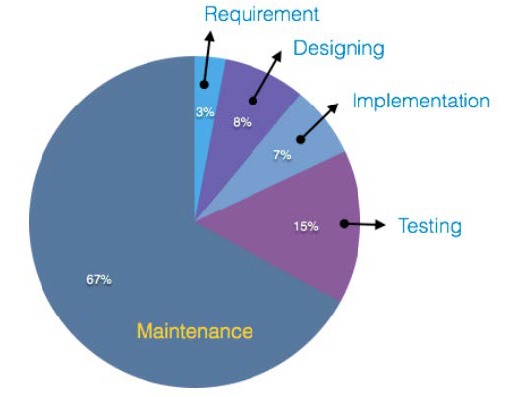 Requirement
Designing
Implementation
3%
8%
7%
15%
Testing
67%
Maintenance